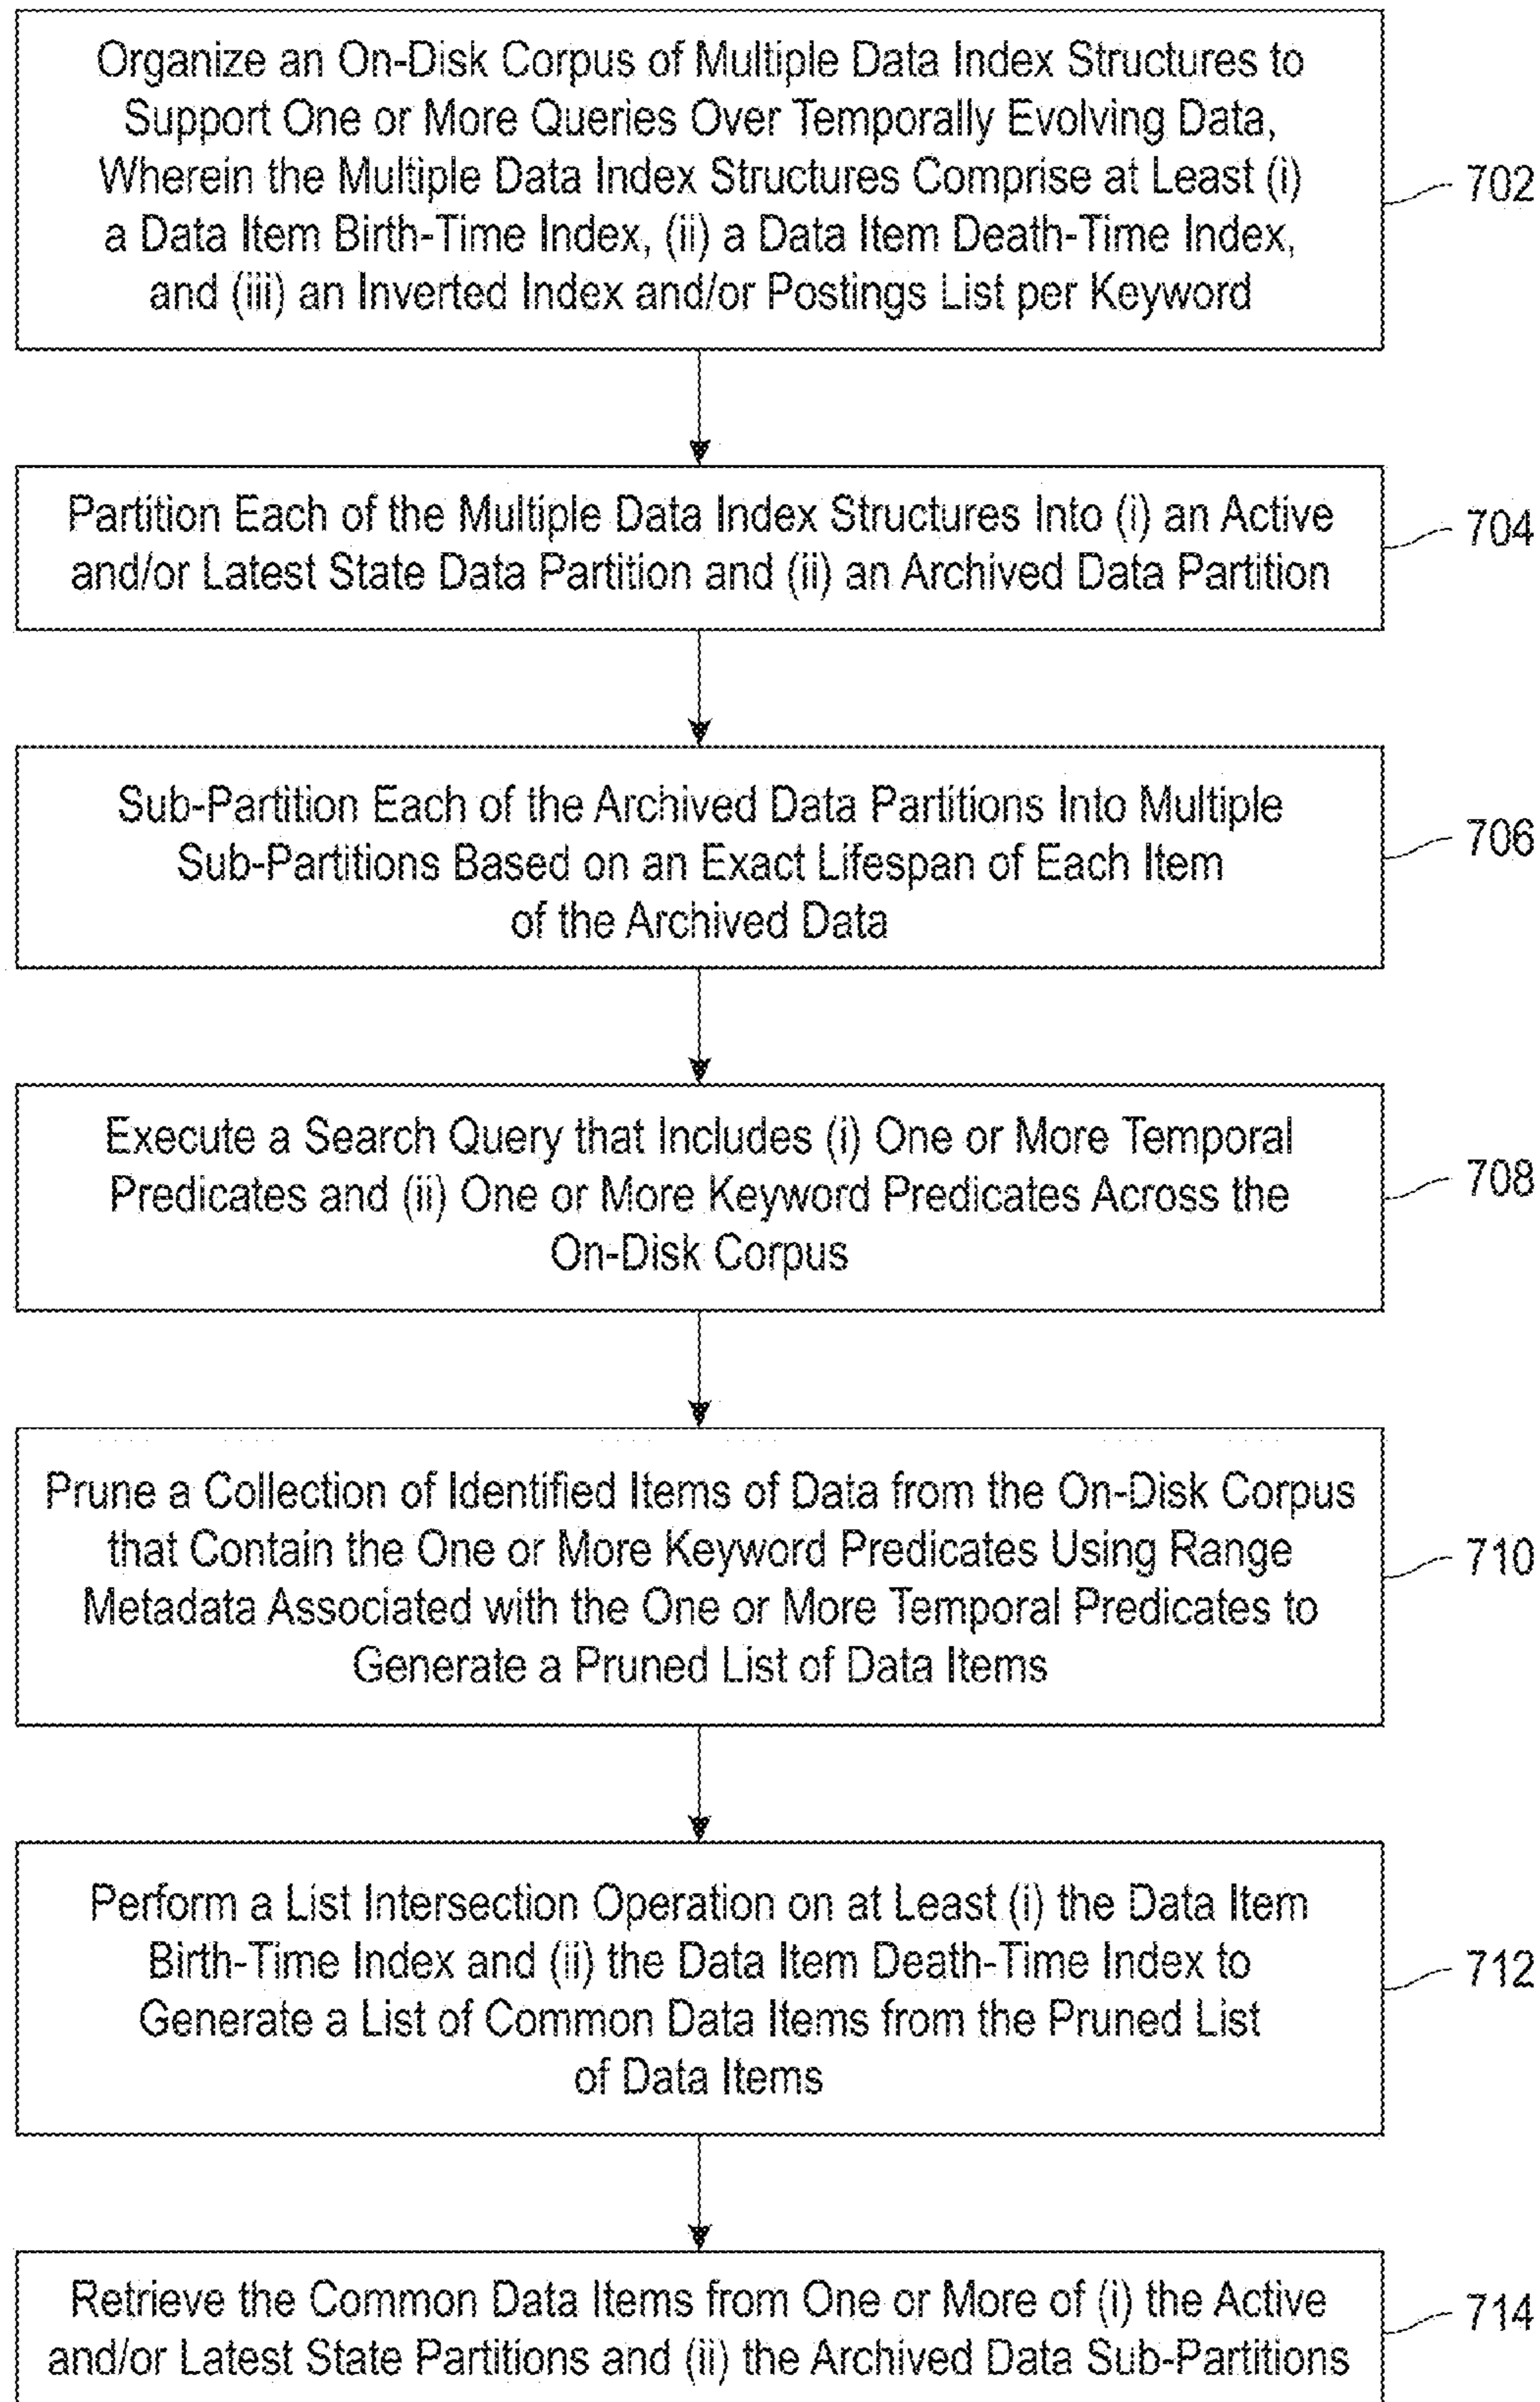 Organize an On-Disk Corpus of Multiple Data Index Structures to
Support One or More Queries Over Temporally Evolving Data,
Wherein the Multiple Data Index Structures Comprise at Least (i)
a Data Item Birth-Time Index, (ii) a Data Item Death-Time Index,
and (iii) an Inverted Index and/or Postings List per Keyword
702
Partition Each of the Multiple Data Index Structures Into (i) an Active
and/or Latest State Data Partition and (ii) an Archived Data Partition
704
Sub-Partition Each of the Archived Data Partitions Into Multiple
Sub-Partitions Based on an Exact Lifespan of Each Item
of the Archived Data
706
Execute a Search Query that Includes (i) One or More Temporal
Predicates and (ii) One or More Keyword Predicates Across the
On-Disk Corpus
708
Prune a Collection of Identified Items of Data from the On-Disk Corpus
that Contain the One or More Keyword Predicates Using Range
Metadata Associated with the One or More Temporal Predicates to
Generate a Pruned List of Data Items
710
Perform a List Intersection Operation on at Least (i) the Data Item
Birth-Time Index and (ii) the Data Item Death-Time Index to
Generate a List of Common Data Items from the Pruned List
of Data Items
712
Retrieve the Common Data Items from One or More of (i) the Active
and/or Latest State Partitions and (ii) the Archived Data Sub-Partitions
714